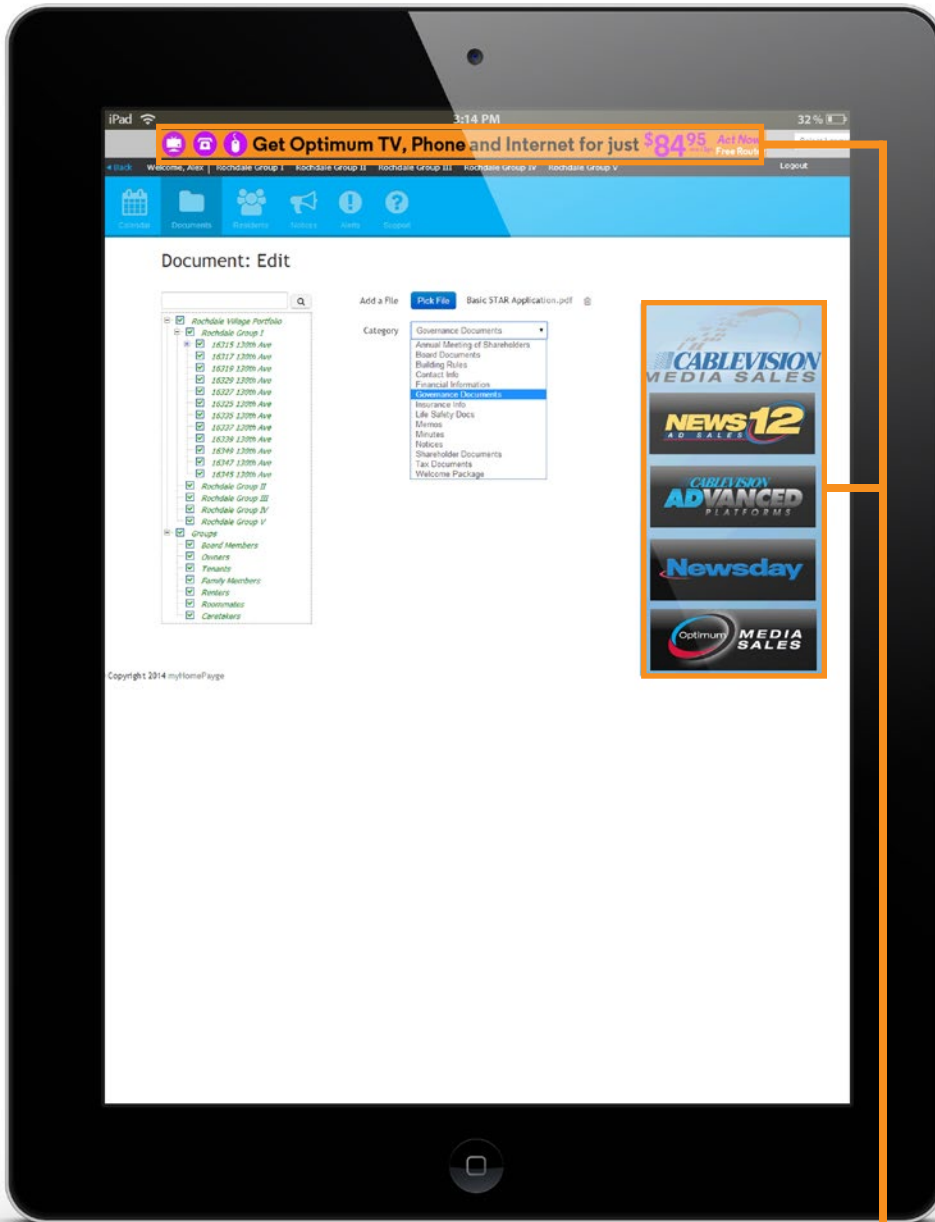 iPad 3:14 PM 32%
Get Optimum TV, Phone and Internet for just $84.95 Act Now
Free Router
Back Welcome, Alex | Rochdale Group I Rochdale Group II Rochdale Group III Rochdale Group IV Rochdale Group V Logout
Calendar Documents Residents Notices Alerts Support
Document: Edit
Add a File Pick File Basic STAR Application.pdf
Category Governance Documents
Annual Meeting of Shareholders
Board Documents
Building Rules
Contact Info
Financial Information
Governance Documents
Insurance Info
Life Safety Docs
Memos
Minutes
Notices
Shareholder Documents
Tax Documents
Welcome Package
Rochdale Village Portfolio
Rochdale Group I
16315 130th Ave
16317 130th Ave
16319 130th Ave
16329 130th Ave
16327 130th Ave
16325 130th Ave
16335 130th Ave
16337 130th Ave
16339 130th Ave
16349 130th Ave
16347 130th Ave
16345 130th Ave
Rochdale Group II
Rochdale Group III
Rochdale Group IV
Rochdale Group V
Groups
Board Members
Owners
Tenants
Family Members
Renters
Roommates
Caretakers
CABLEVISION
MEDIA SALES
NEWS 12
AD SALES
CABLEVISION
ADVANCED
PLATFORMS
Newsday
Optimum MEDIA
SALES
Copyright 2014 myHomePayge